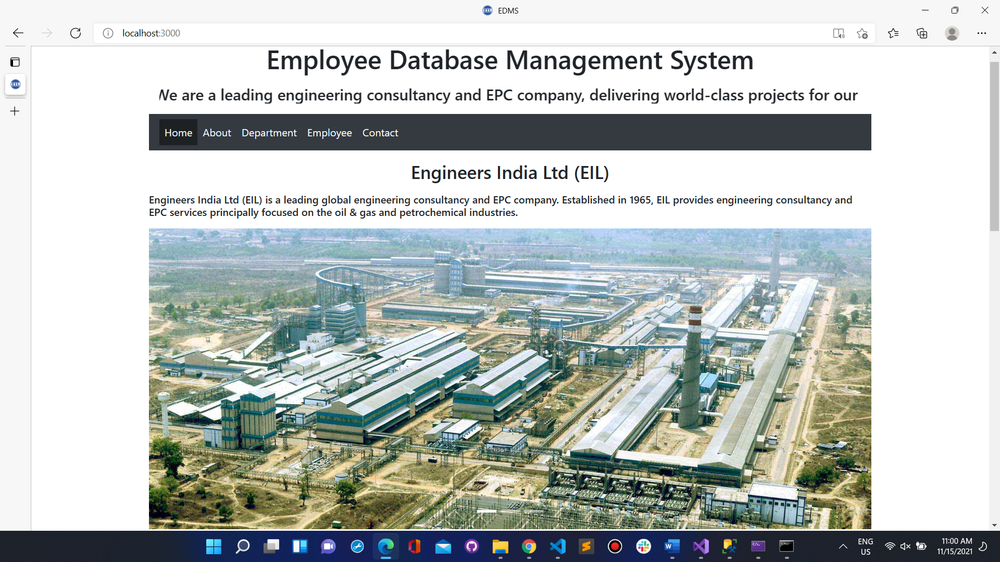 EDMS
localhost:3000
Employee Database Management System
We are a leading engineering consultancy and EPC company, delivering world-class projects for our
Home About Department Employee Contact
Engineers India Ltd (EIL)
Engineers India Ltd (EIL) is a leading global engineering consultancy and EPC company. Established in 1965, EIL provides engineering consultancy and
EPC services principally focused on the oil & gas and petrochemical industries.
ENG
US
11:00 AM
11/15/2021